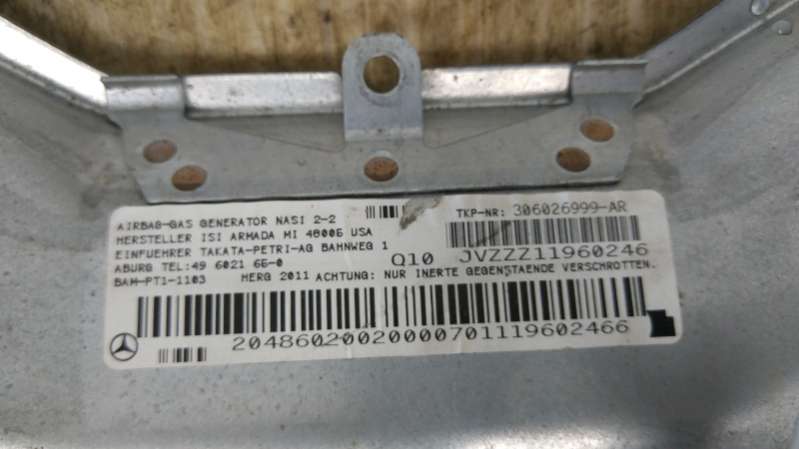 AIRBAG-GAS GENERATOR NASI 2-2
HERSTELLER ISI ARMADA MI 48005 USA
EINFUEHRER TAKATA-PETRI-AG BAHNWEG 1
ABURG TEL:49 6021 65-0
BAM-PT1-1103
HERG 2011 ACHTUNG: NUR INERTE GEGENSTAENDE VERSCHROTTEN.
TKP-NR: 306026999-AR
Q10 JVZZZ11960246
20486020020000701119602466